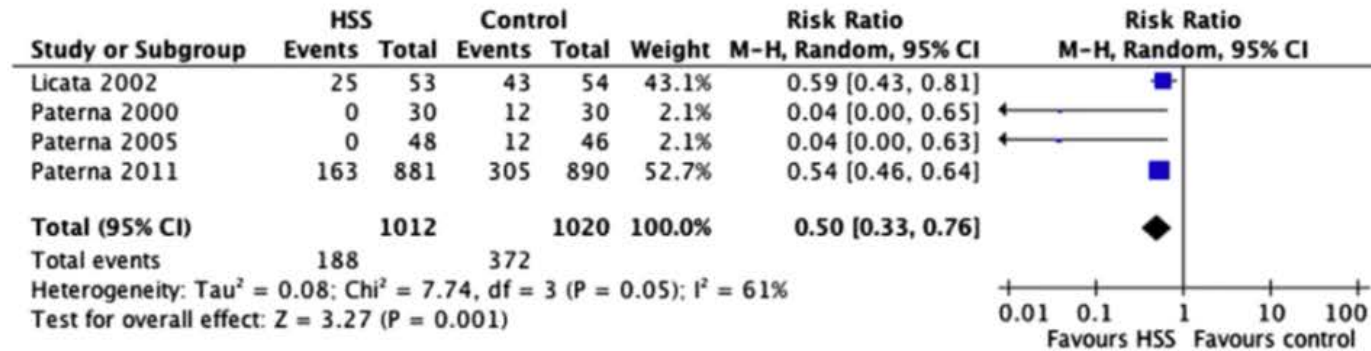 HSS Control Risk Ratio Risk Ratio
Study or Subgroup Events Total Events Total Weight M-H, Random, 95% CI M-H, Random, 95% CI
Licata 2002 25 53 43 54 43.1% 0.59 [0.43, 0.81]
Paterna 2000 0 30 12 30 2.1% 0.04 [0.00, 0.65]
Paterna 2005 0 48 12 46 2.1% 0.04 [0.00, 0.63]
Paterna 2011 163 881 305 890 52.7% 0.54 [0.46, 0.64]
Total (95% CI) 1012 1020 100.0% 0.50 [0.33, 0.76]
Total events 188 372
Heterogeneity: Tau² = 0.08; Chi² = 7.74, df = 3 (P = 0.05); I² = 61%
Test for overall effect: Z = 3.27 (P = 0.001)
0.01 0.1 1 10 100
Favours HSS Favours control